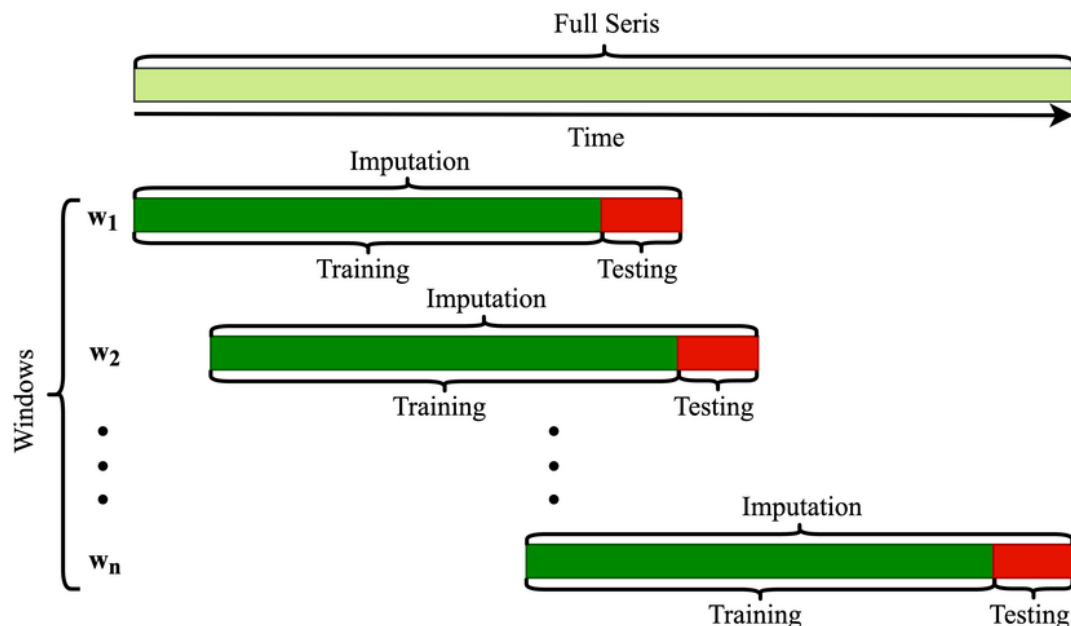 Full Seris
Time
Imputation
w1
Training Testing
Imputation
w2
Training Testing
Windows
Imputation
wn
Training Testing